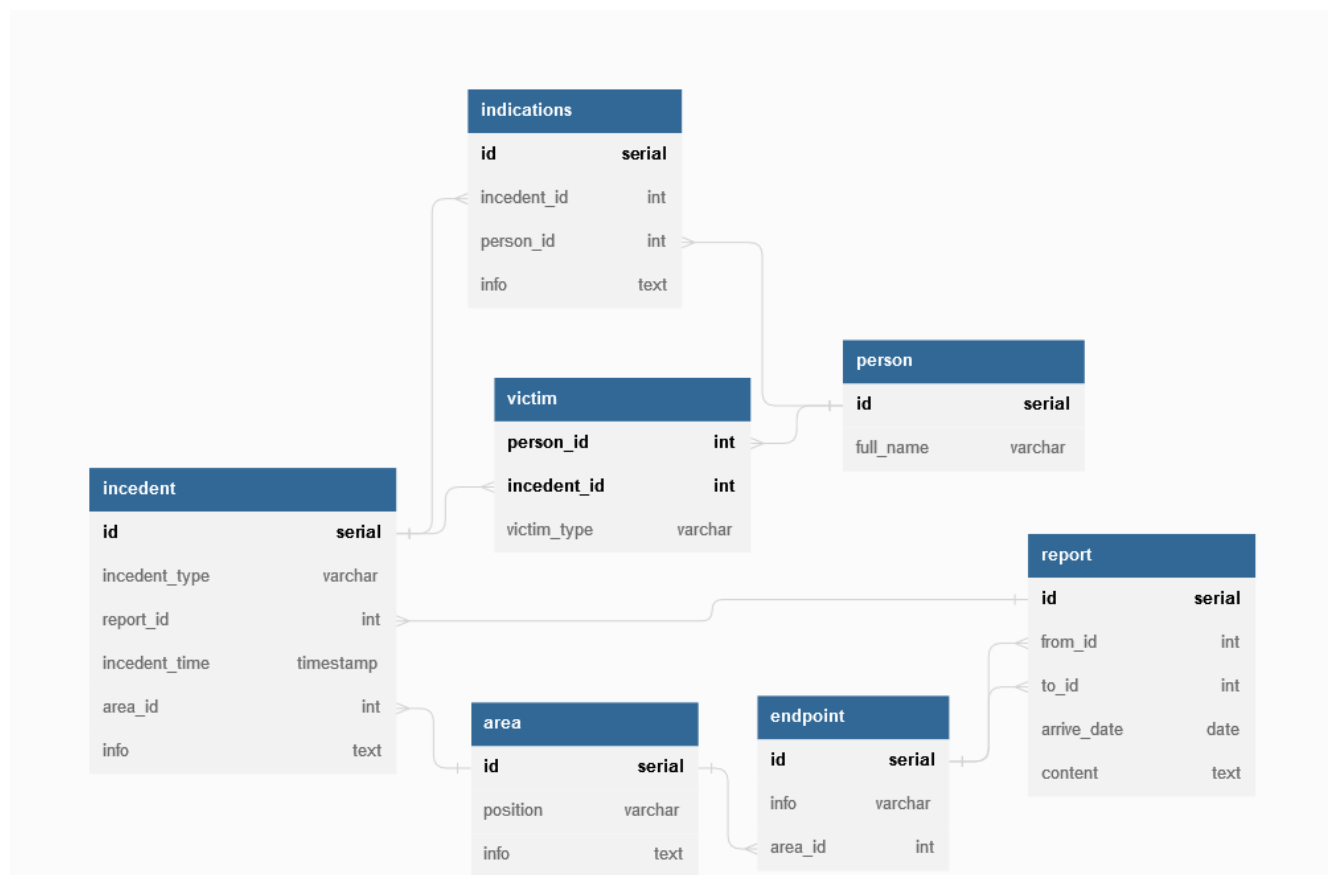 indications
id serial
incedent_id int
person_id int
info text
person
id serial
full_name varchar
victim
person_id int
incedent_id int
victim_type varchar
incedent
id serial
incedent_type varchar
report_id int
incedent_time timestamp
area_id int
info text
report
id serial
from_id int
to_id int
arrive_date date
content text
area
id serial
position varchar
info text
endpoint
id serial
info varchar
area_id int